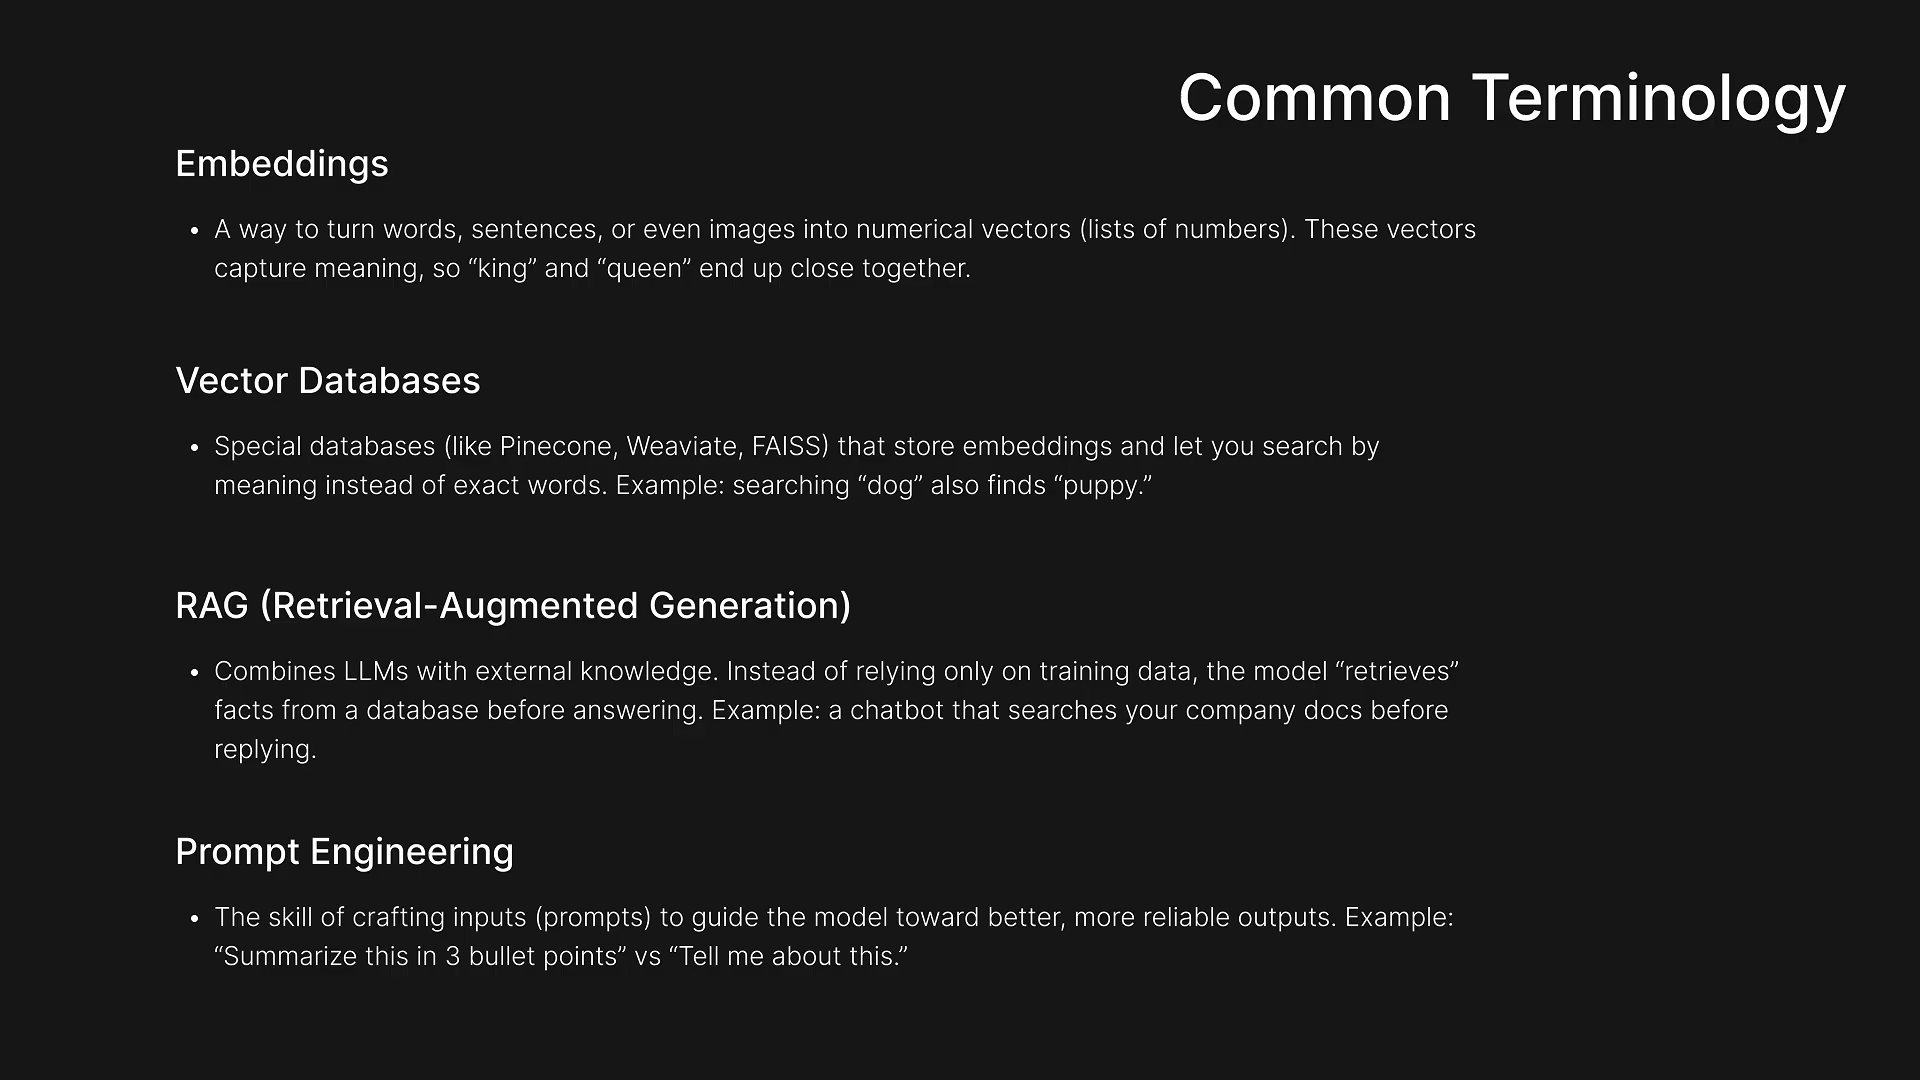 Common Terminology
Embeddings
• A way to turn words, sentences, or even images into numerical vectors (lists of numbers). These vectors
capture meaning, so “king” and “queen” end up close together.
Vector Databases
• Special databases (like Pinecone, Weaviate, FAISS) that store embeddings and let you search by
meaning instead of exact words. Example: searching “dog” also finds “puppy.”
RAG (Retrieval-Augmented Generation)
• Combines LLMs with external knowledge. Instead of relying only on training data, the model “retrieves”
facts from a database before answering. Example: a chatbot that searches your company docs before
replying.
Prompt Engineering
• The skill of crafting inputs (prompts) to guide the model toward better, more reliable outputs. Example:
“Summarize this in 3 bullet points” vs “Tell me about this.”